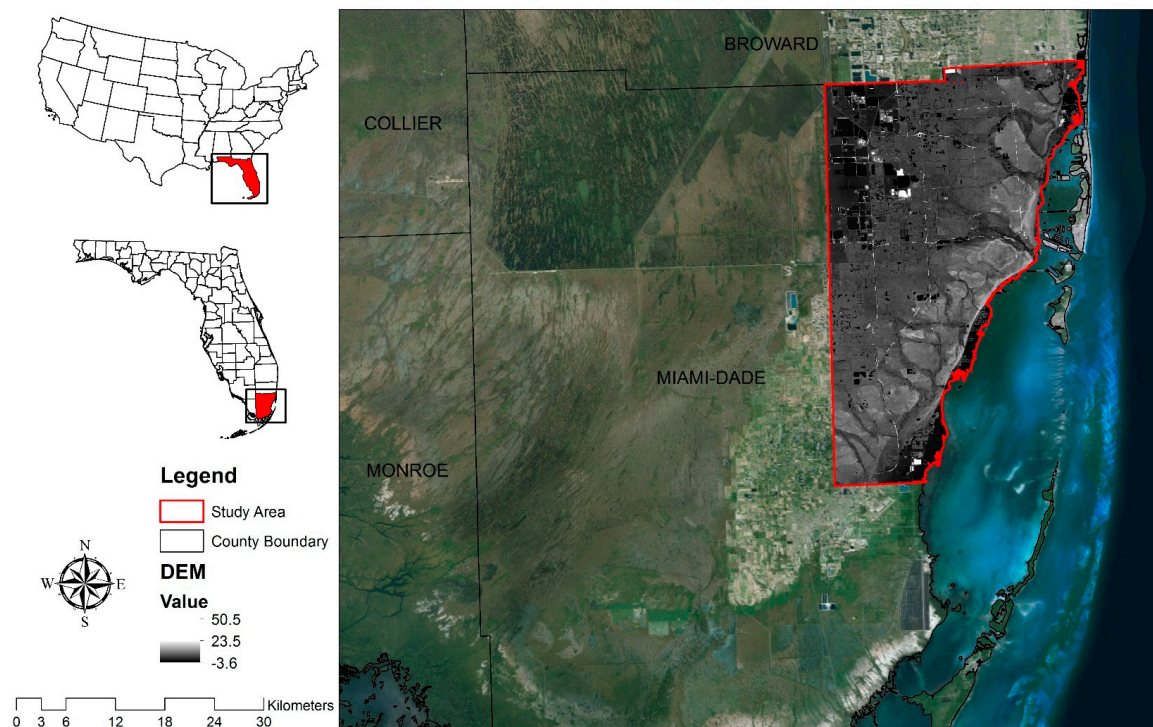 BROWARD
COLLIER
MIAMI-DADE
MONROE
Legend
Study Area
County Boundary
DEM
Value
50.5
23.5
-3.6
N
W E
S
Kilometers
0 3 6 12 18 24 30